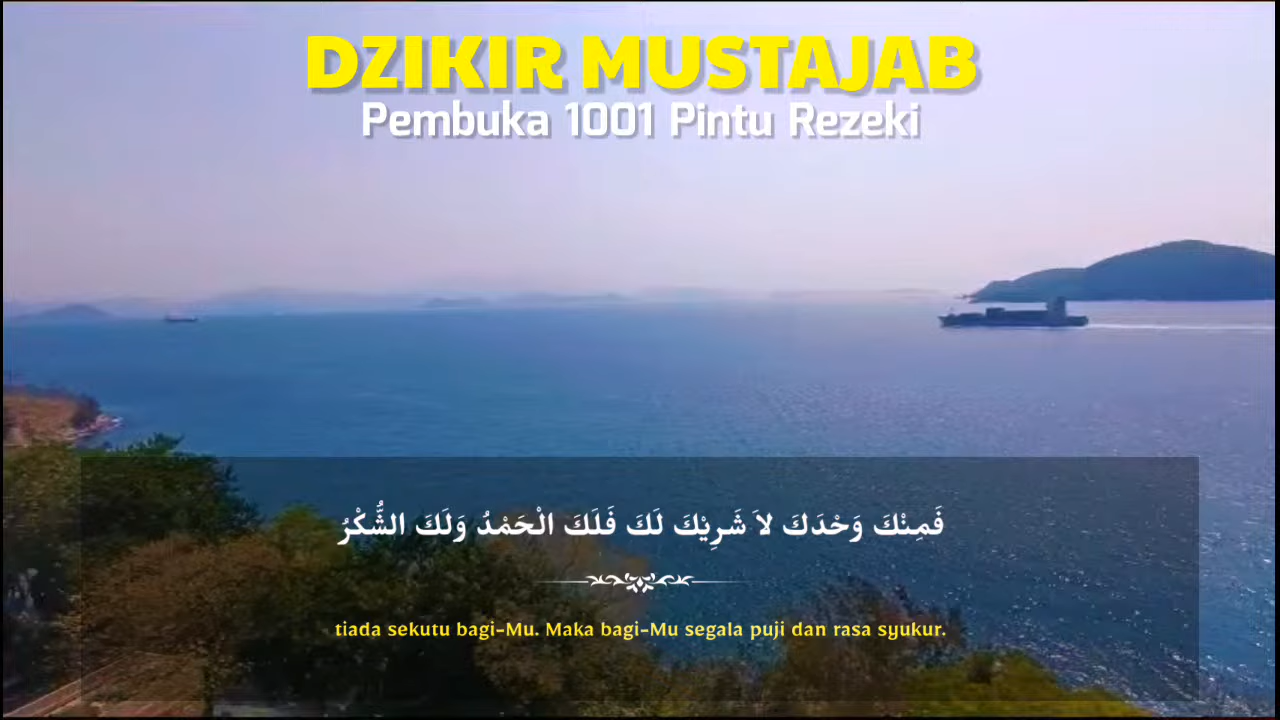 DZIKIR MUSTAJAB
Pembuka 1001 Pintu Rezeki
فَمِنْكَ وَحْدَكَ لاَ شَرِيْكَ لَكَ فَلَكَ الْحَمْدُ وَلَكَ الشُّكْرُ
tiada sekutu bagi-Mu. Maka bagi-Mu segala puji dan rasa syukur.